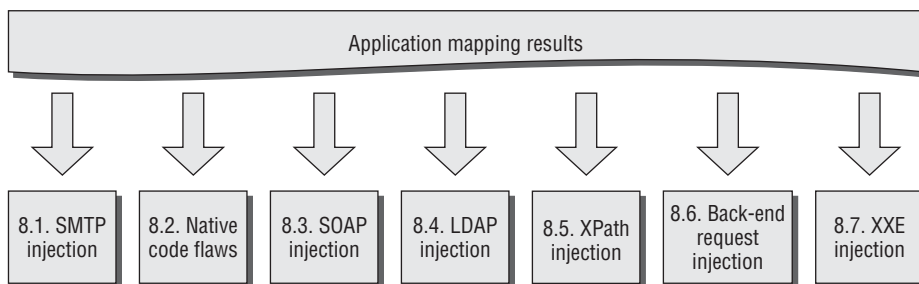 Application mapping results
8.1. SMTP
injection
8.2. Native
code flaws
8.3. SOAP
injection
8.4. LDAP
injection
8.5. XPath
injection
8.6. Back-end
request
injection
8.7. XXE
injection